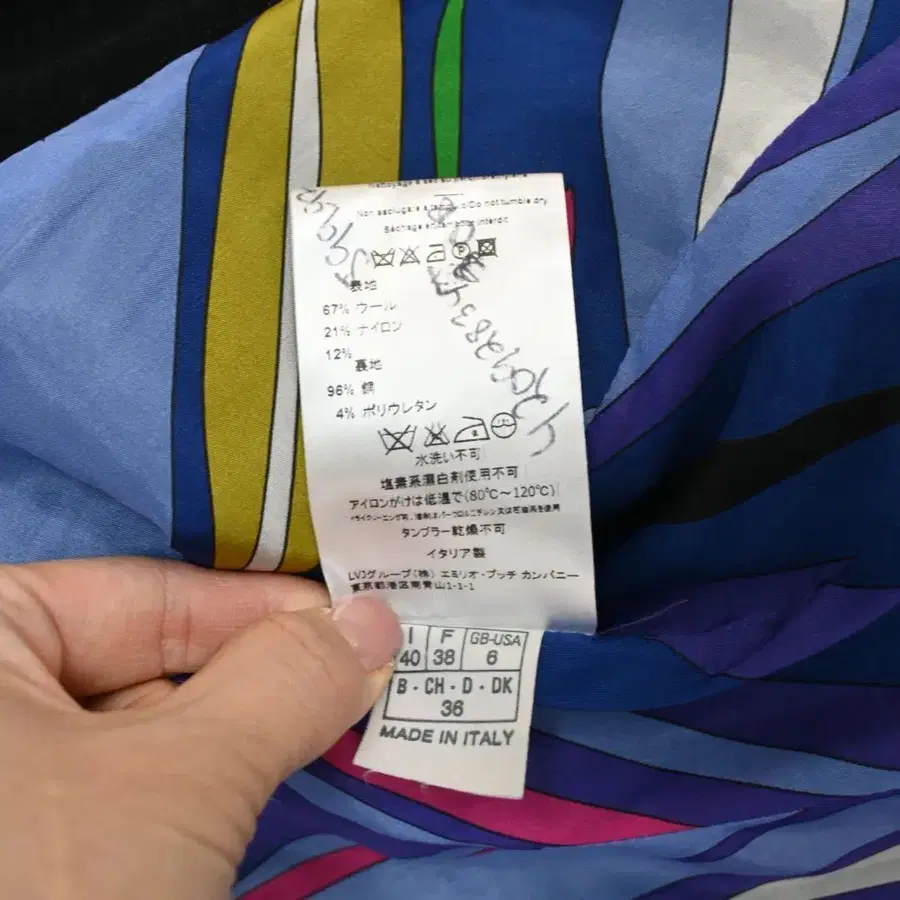 Non asciugare a tamburo/Do not tumble dry
Séchage en tambour interdit
表地
67% ウール
21% ナイロン
12%
裏地
96% 絹
4% ポリウレタン
水洗い不可
塩素系漂白剤使用不可
アイロンがけは低温で(80℃～120℃)
タンブラー乾燥不可
イタリア製
LVJグループ(株) エミリオ・プッチ カンパニー
東京都港区南青山1-1-1
I F GB-USA
40 38 6
B - CH - D - DK
36
MADE IN ITALY